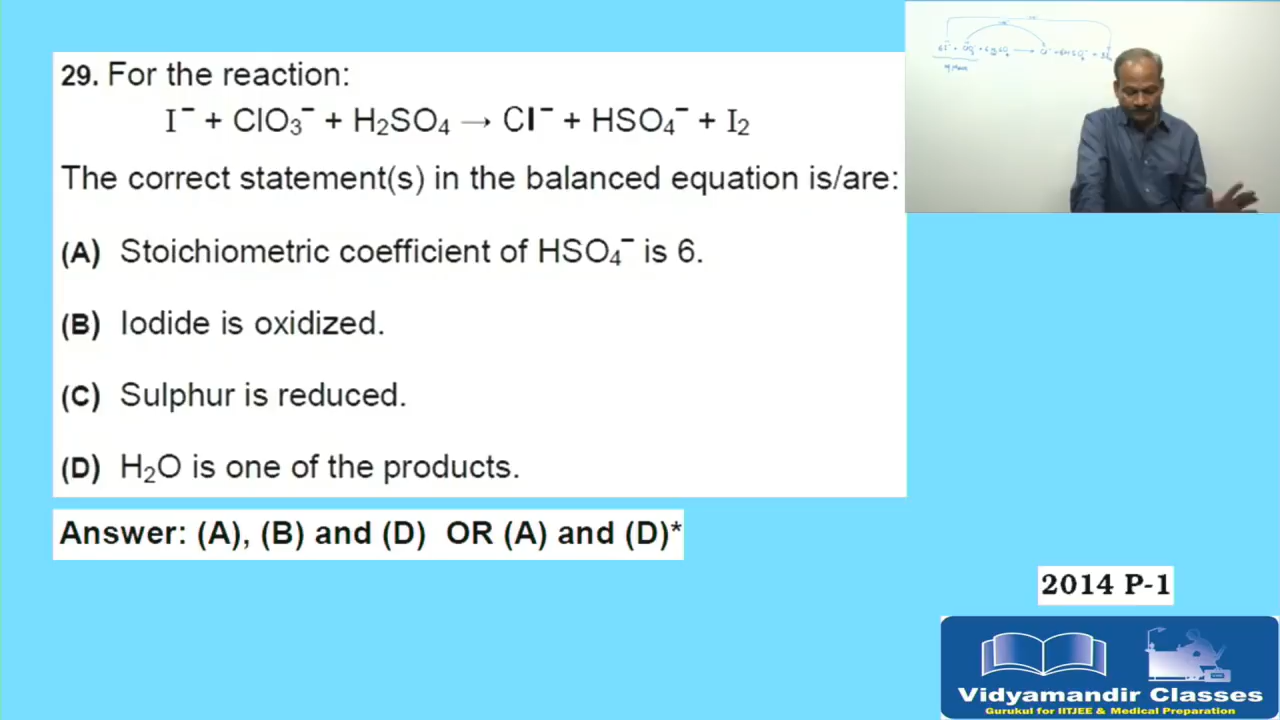 29. For the reaction:
I⁻ + ClO₃⁻ + H₂SO₄ → Cl⁻ + HSO₄⁻ + I₂
The correct statement(s) in the balanced equation is/are:
(A) Stoichiometric coefficient of HSO₄⁻ is 6.
(B) Iodide is oxidized.
(C) Sulphur is reduced.
(D) H₂O is one of the products.
Answer: (A), (B) and (D) OR (A) and (D)*
2014 P-1
Vidyamandir Classes
Gurukul for IITJEE & Medical Preparation